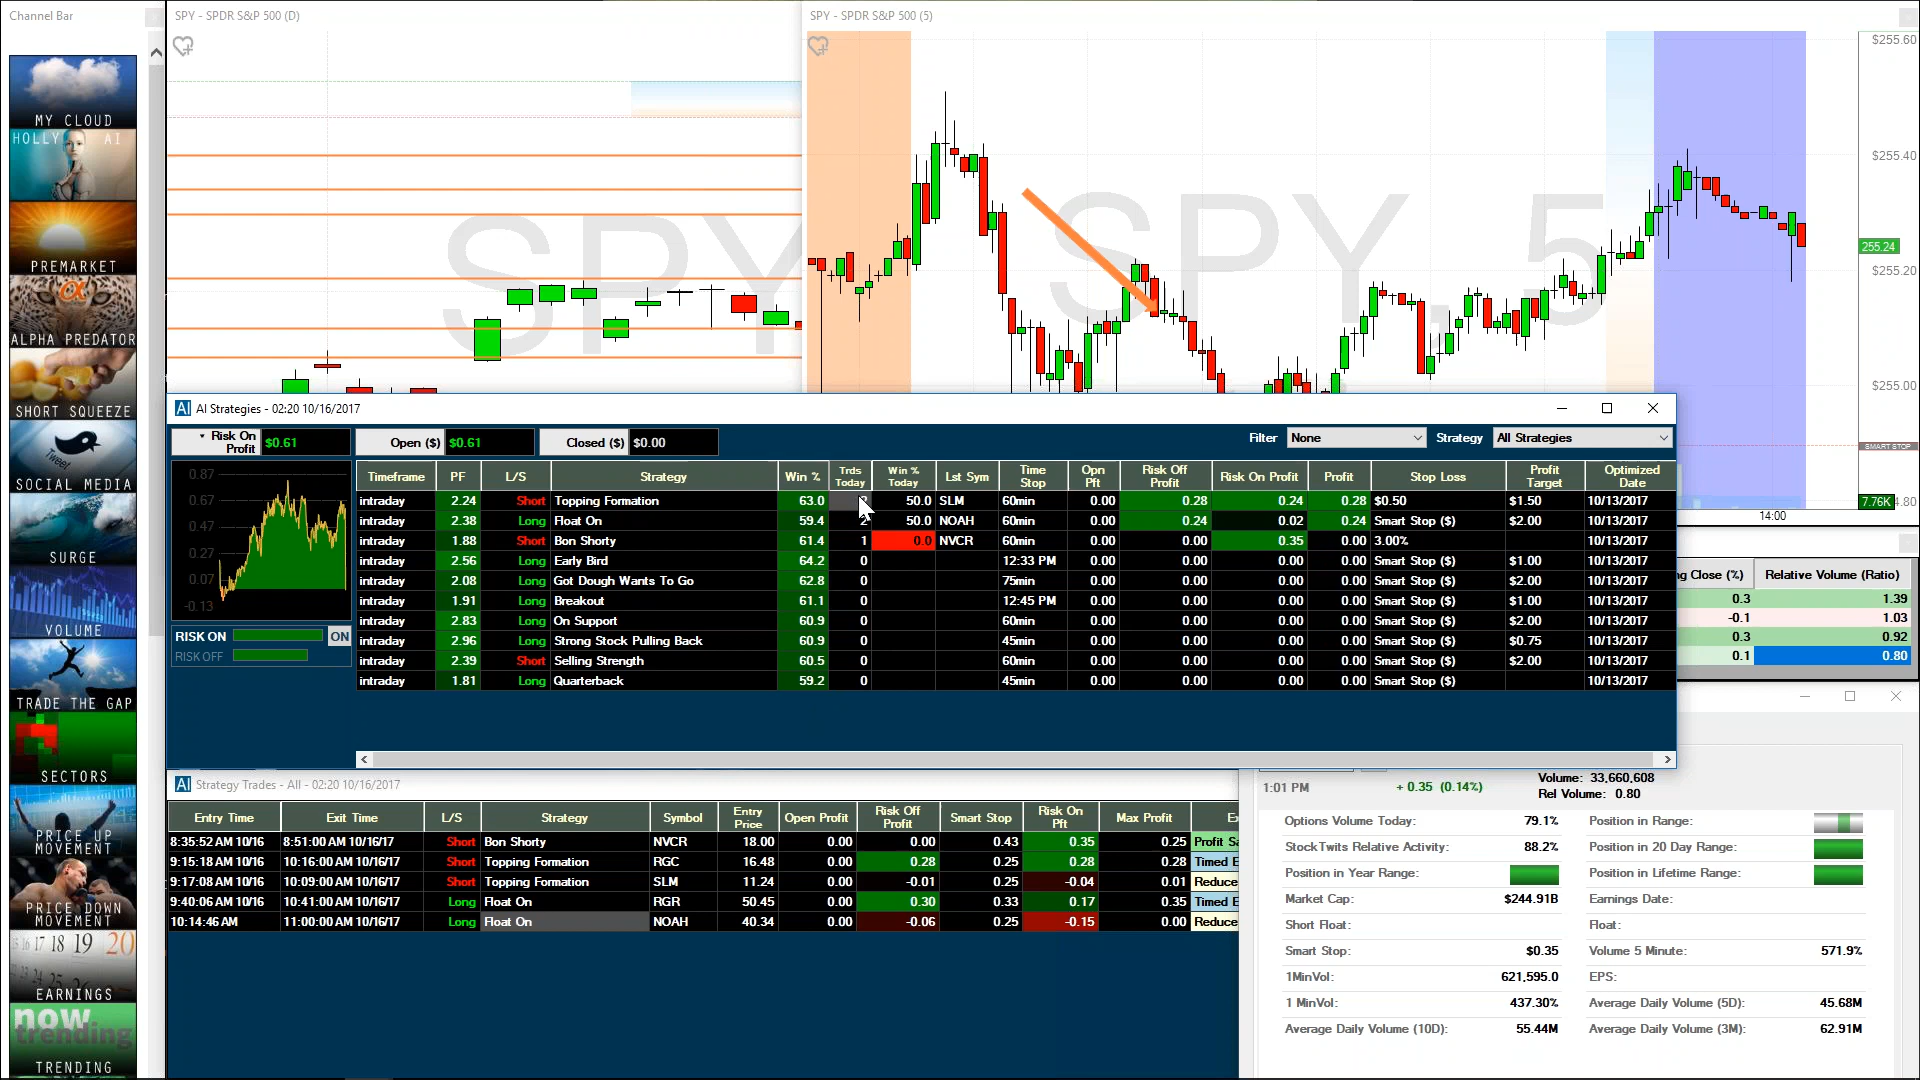 Channel Bar
MY CLOUD
HOLLY AI
PREMARKET
α
ALPHA PREDATOR
SHORT SQUEEZE
Tweet
SOCIAL MEDIA
SURGE
VOLUME
TRADE THE GAP
SECTORS
PRICE UP
MOVEMENT
PRICE DOWN
MOVEMENT
17 18 19 20
EARNINGS
now
trending
TRENDING
SPY - SPDR S&P 500 (D)
SPY
SPY - SPDR S&P 500 (5)
SPY, 5
$255.60
$255.40
255.24
$255.20
$255.00
SMART STOP
7.76K
4.80
14:00
AI AI Strategies - 02:20 10/16/2017
Risk On Profit $0.61 Open ($) $0.61 Closed ($) $0.00 Filter None Strategy All Strategies
0.87
0.67
0.47
0.27
0.07
-0.13
RISK ON ON
RISK OFF
Timeframe PF L/S Strategy Win % Trds Today Win % Today Lst Sym Time Stop Opn Pft Risk Off Profit Risk On Profit Profit Stop Loss Profit Target Optimized Date
intraday 2.24 Short Topping Formation 63.0 50.0 SLM 60min 0.00 0.28 0.24 0.28 $0.50 $1.50 10/13/2017
intraday 2.38 Long Float On 59.4 2 50.0 NOAH 60min 0.00 0.24 0.02 0.24 Smart Stop ($) $2.00 10/13/2017
intraday 1.88 Short Bon Shorty 61.4 1 0.0 NVCR 60min 0.00 0.00 0.35 0.00 3.00% 10/13/2017
intraday 2.56 Long Early Bird 64.2 0 12:33 PM 0.00 0.00 0.00 0.00 Smart Stop ($) $1.00 10/13/2017
intraday 2.08 Long Got Dough Wants To Go 62.8 0 75min 0.00 0.00 0.00 0.00 Smart Stop ($) $2.00 10/13/2017
intraday 1.91 Long Breakout 61.1 0 12:45 PM 0.00 0.00 0.00 0.00 Smart Stop ($) $1.00 10/13/2017
intraday 2.83 Long On Support 60.9 0 60min 0.00 0.00 0.00 0.00 Smart Stop ($) $2.00 10/13/2017
intraday 2.96 Long Strong Stock Pulling Back 60.9 0 45min 0.00 0.00 0.00 0.00 Smart Stop ($) $0.75 10/13/2017
intraday 2.39 Short Selling Strength 60.5 0 60min 0.00 0.00 0.00 0.00 Smart Stop ($) $2.00 10/13/2017
intraday 1.81 Long Quarterback 59.2 0 45min 0.00 0.00 0.00 0.00 Smart Stop ($) 10/13/2017
ng Close (%) Relative Volume (Ratio)
0.3 1.39
-0.1 1.03
0.3 0.92
0.1 0.80
AI Strategy Trades - All - 02:20 10/16/2017
Entry Time Exit Time L/S Strategy Symbol Entry Price Open Profit Risk Off Profit Smart Stop Risk On Pft Max Profit Ex
8:35:52 AM 10/16 8:51:00 AM 10/16/17 Short Bon Shorty NVCR 18.00 0.00 0.00 0.43 0.35 0.25 Profit Sa
9:15:18 AM 10/16 10:16:00 AM 10/16/17 Short Topping Formation RGC 16.48 0.00 0.28 0.25 0.28 0.28 Timed E
9:17:08 AM 10/16 10:09:00 AM 10/16/17 Short Topping Formation SLM 11.24 0.00 -0.01 0.25 -0.04 0.01 Reduce
9:40:06 AM 10/16 10:41:00 AM 10/16/17 Long Float On RGR 50.45 0.00 0.30 0.33 0.17 0.35 Timed E
10:14:46 AM 11:00:00 AM 10/16/17 Long Float On NOAH 40.34 0.00 -0.06 0.25 -0.15 0.00 Reduce
1:01 PM + 0.35 (0.14%) Volume: 33,660,608
Rel Volume: 0.80
Options Volume Today: 79.1% Position in Range:
StockTwits Relative Activity: 88.2% Position in 20 Day Range:
Position in Year Range: Position in Lifetime Range:
Market Cap: $244.91B Earnings Date:
Short Float: Float:
Smart Stop: $0.35 Volume 5 Minute: 571.9%
1MinVol: 621,595.0 EPS:
1 MinVol: 437.30% Average Daily Volume (5D): 45.68M
Average Daily Volume (10D): 55.44M Average Daily Volume (3M): 62.91M